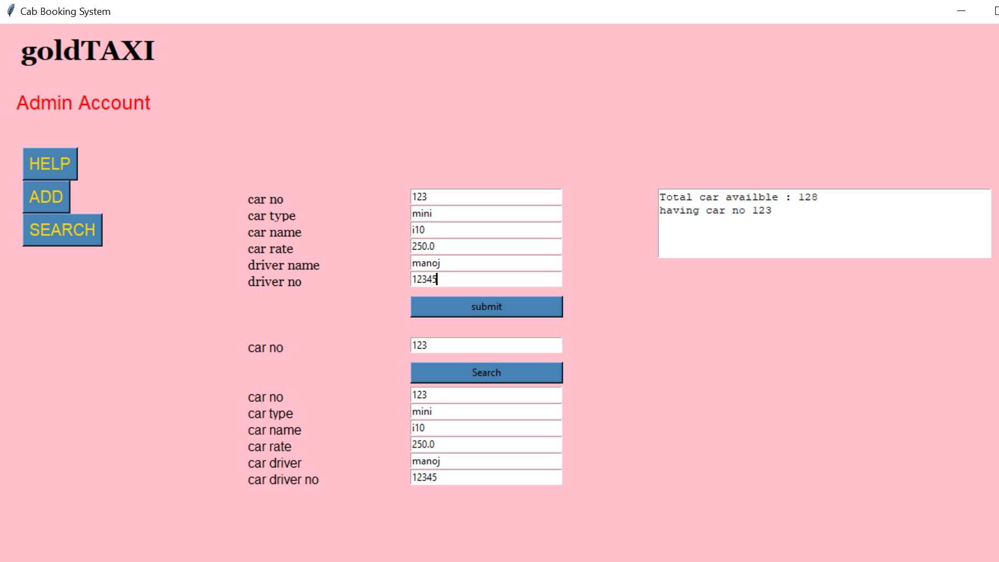 Cab Booking System
goldTAXI
Admin Account
HELP
ADD
SEARCH
car no 123
car type mini
car name i10
car rate 250.0
driver name manoj
driver no 12345
submit
car no 123
Search
car no 123
car type mini
car name i10
car rate 250.0
car driver manoj
car driver no 12345
Total car availble : 128
having car no 123